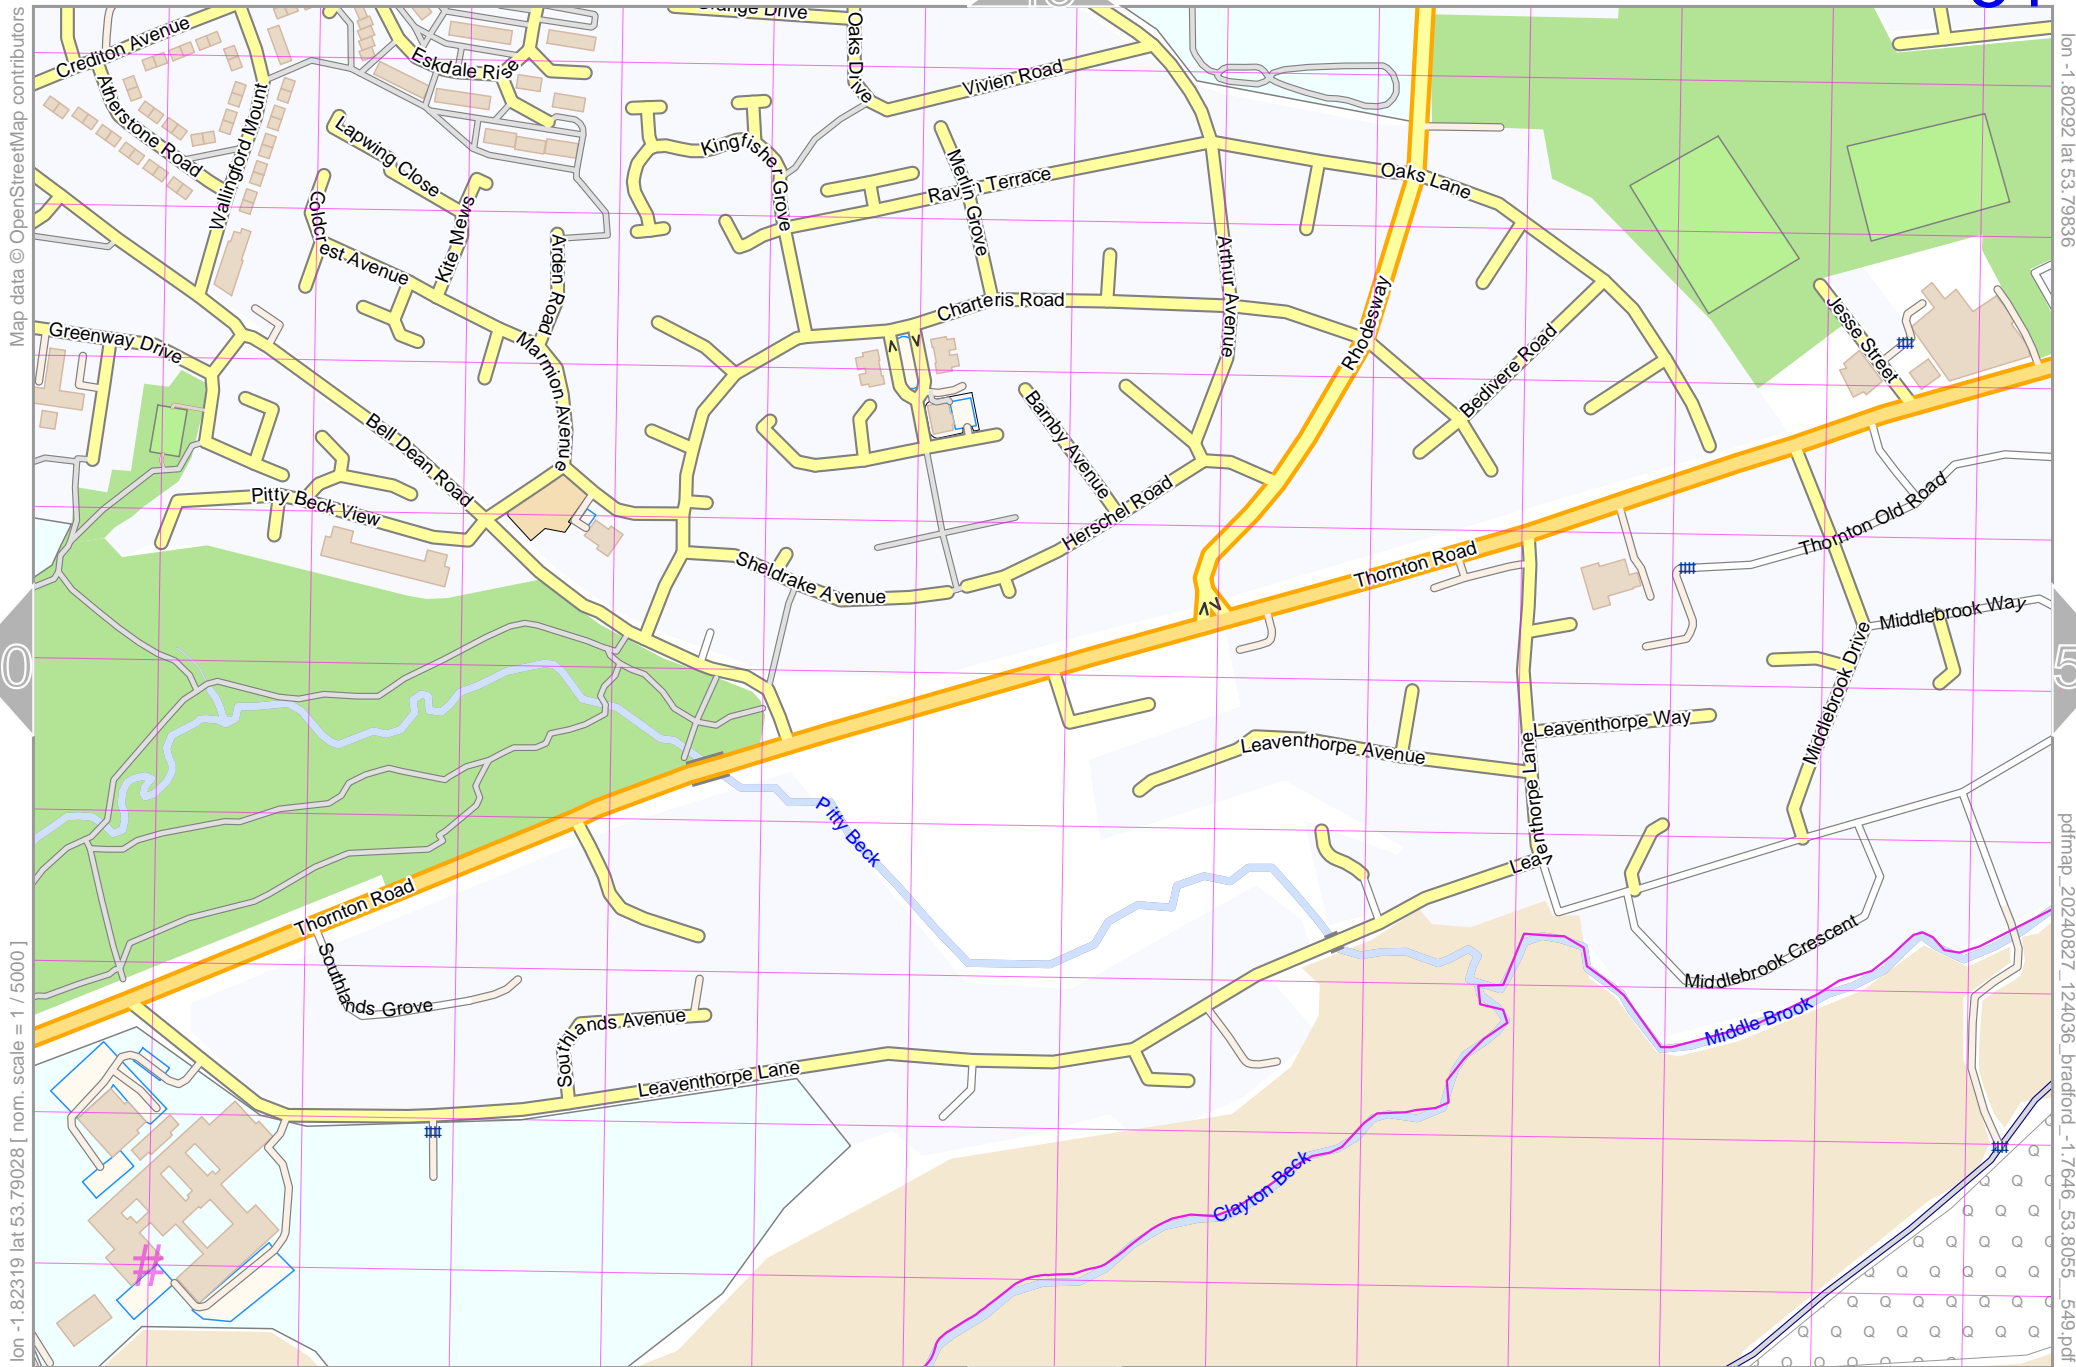 Map data © OpenStreetMap contributors
lon -1.82319 lat 53.79028 [ nom. scale = 1 / 5000 ]
lon -1.80292 lat 53.79836
pdfmap_20240827_124036_bradford_-1.7646_53.8055__549.pdf
Crediton Avenue
Atherstone Road
Wallingford Mount
Eskdale Rise
Oaks Drive
Vivien Road
Lapwing Close
Goldcrest Avenue
Kite Mews
Arden Road
Kingfisher Grove
Merlin Grove
Raven Terrace
Oaks Lane
Arthur Avenue
Charteris Road
Rhodesway
Bedivere Road
Jesse Street
Greenway Drive
Marmion Avenue
Bell Dean Road
Pitty Beck View
Barnby Avenue
Herschel Road
Sheldrake Avenue
Thornton Road
Thornton Old Road
Middlebrook Way
Middlebrook Drive
Leaventhorpe Way
Leaventhorpe Avenue
Leaventhorpe Lane
Pitty Beck
Thornton Road
Southlands Grove
Southlands Avenue
Leaventhorpe Lane
Middlebrook Crescent
Middle Brook
Clayton Beck
#
0
5